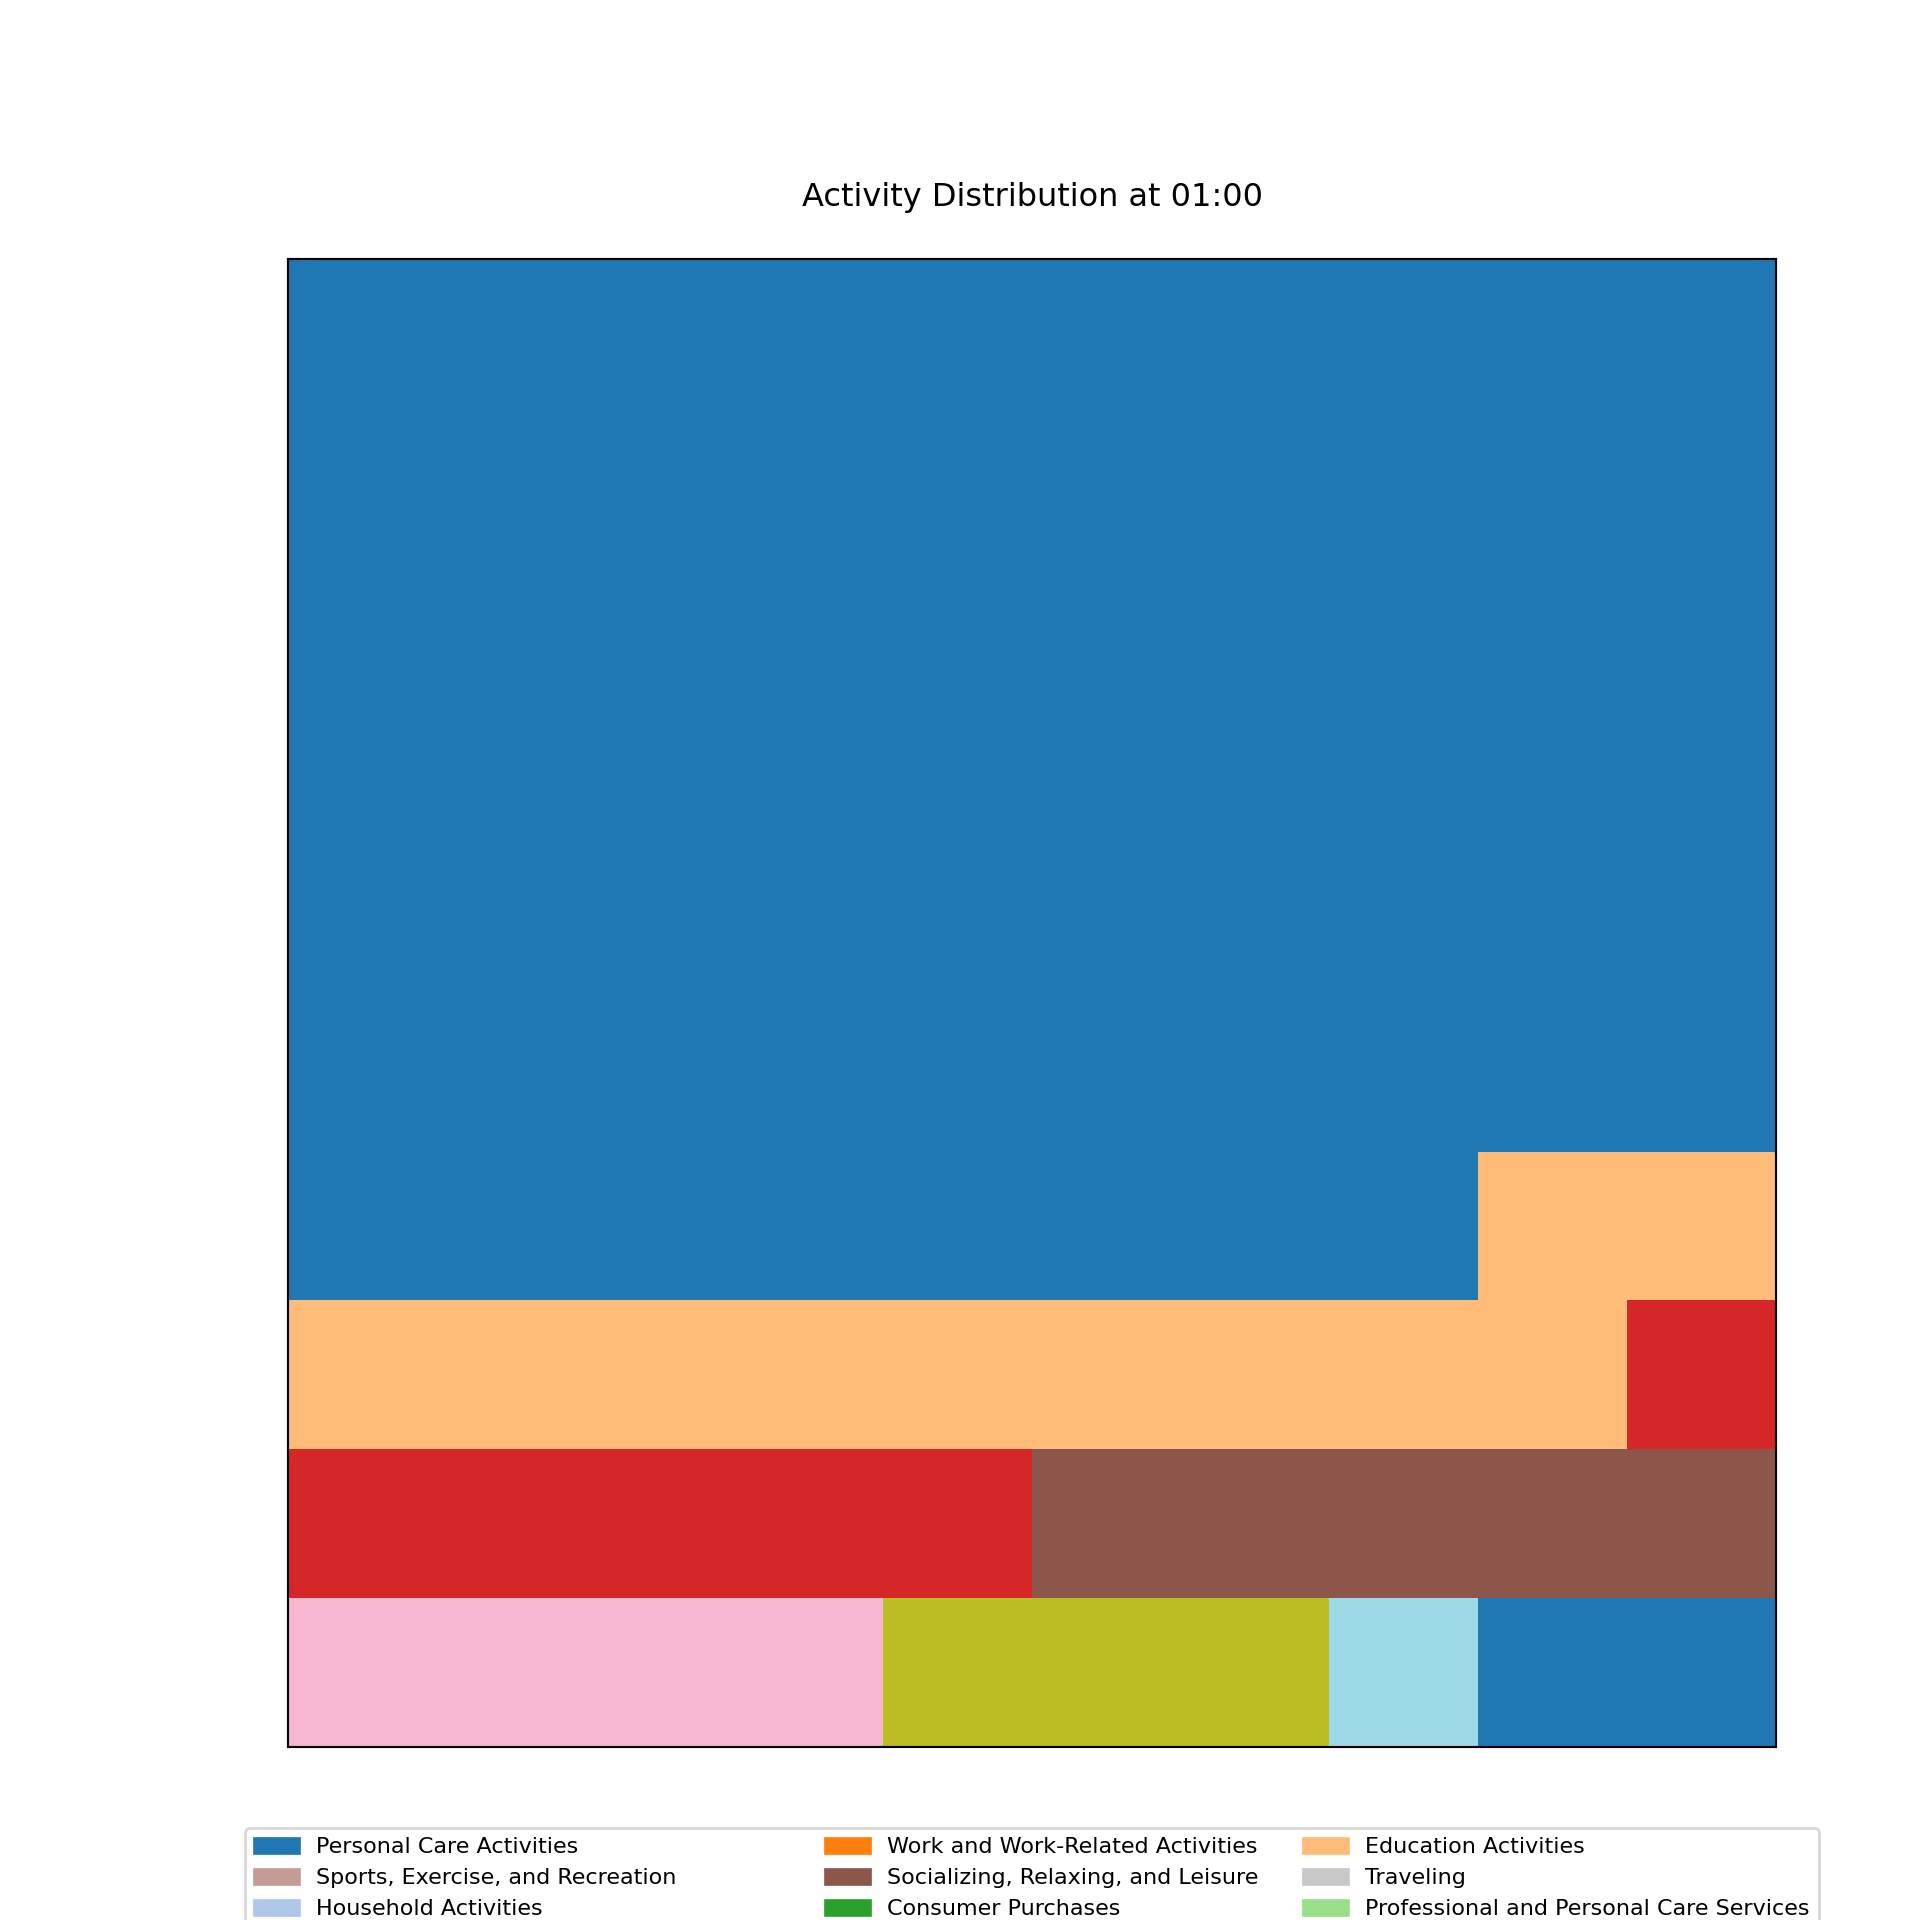 Activity Distribution at 01:00
Personal Care Activities
Work and Work-Related Activities
Education Activities
Sports, Exercise, and Recreation
Socializing, Relaxing, and Leisure
Traveling
Household Activities
Consumer Purchases
Professional and Personal Care Services